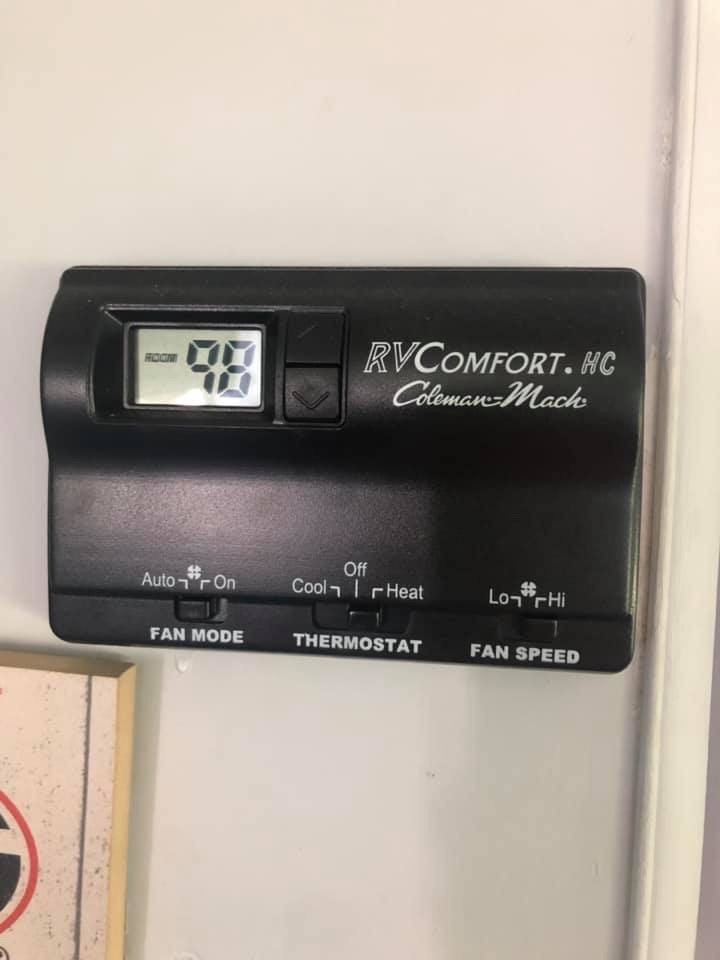 ROOM 98
RVCOMFORT. HC
Coleman-Mach
Auto On
Cool Off Heat
Lo Hi
FAN MODE
THERMOSTAT
FAN SPEED